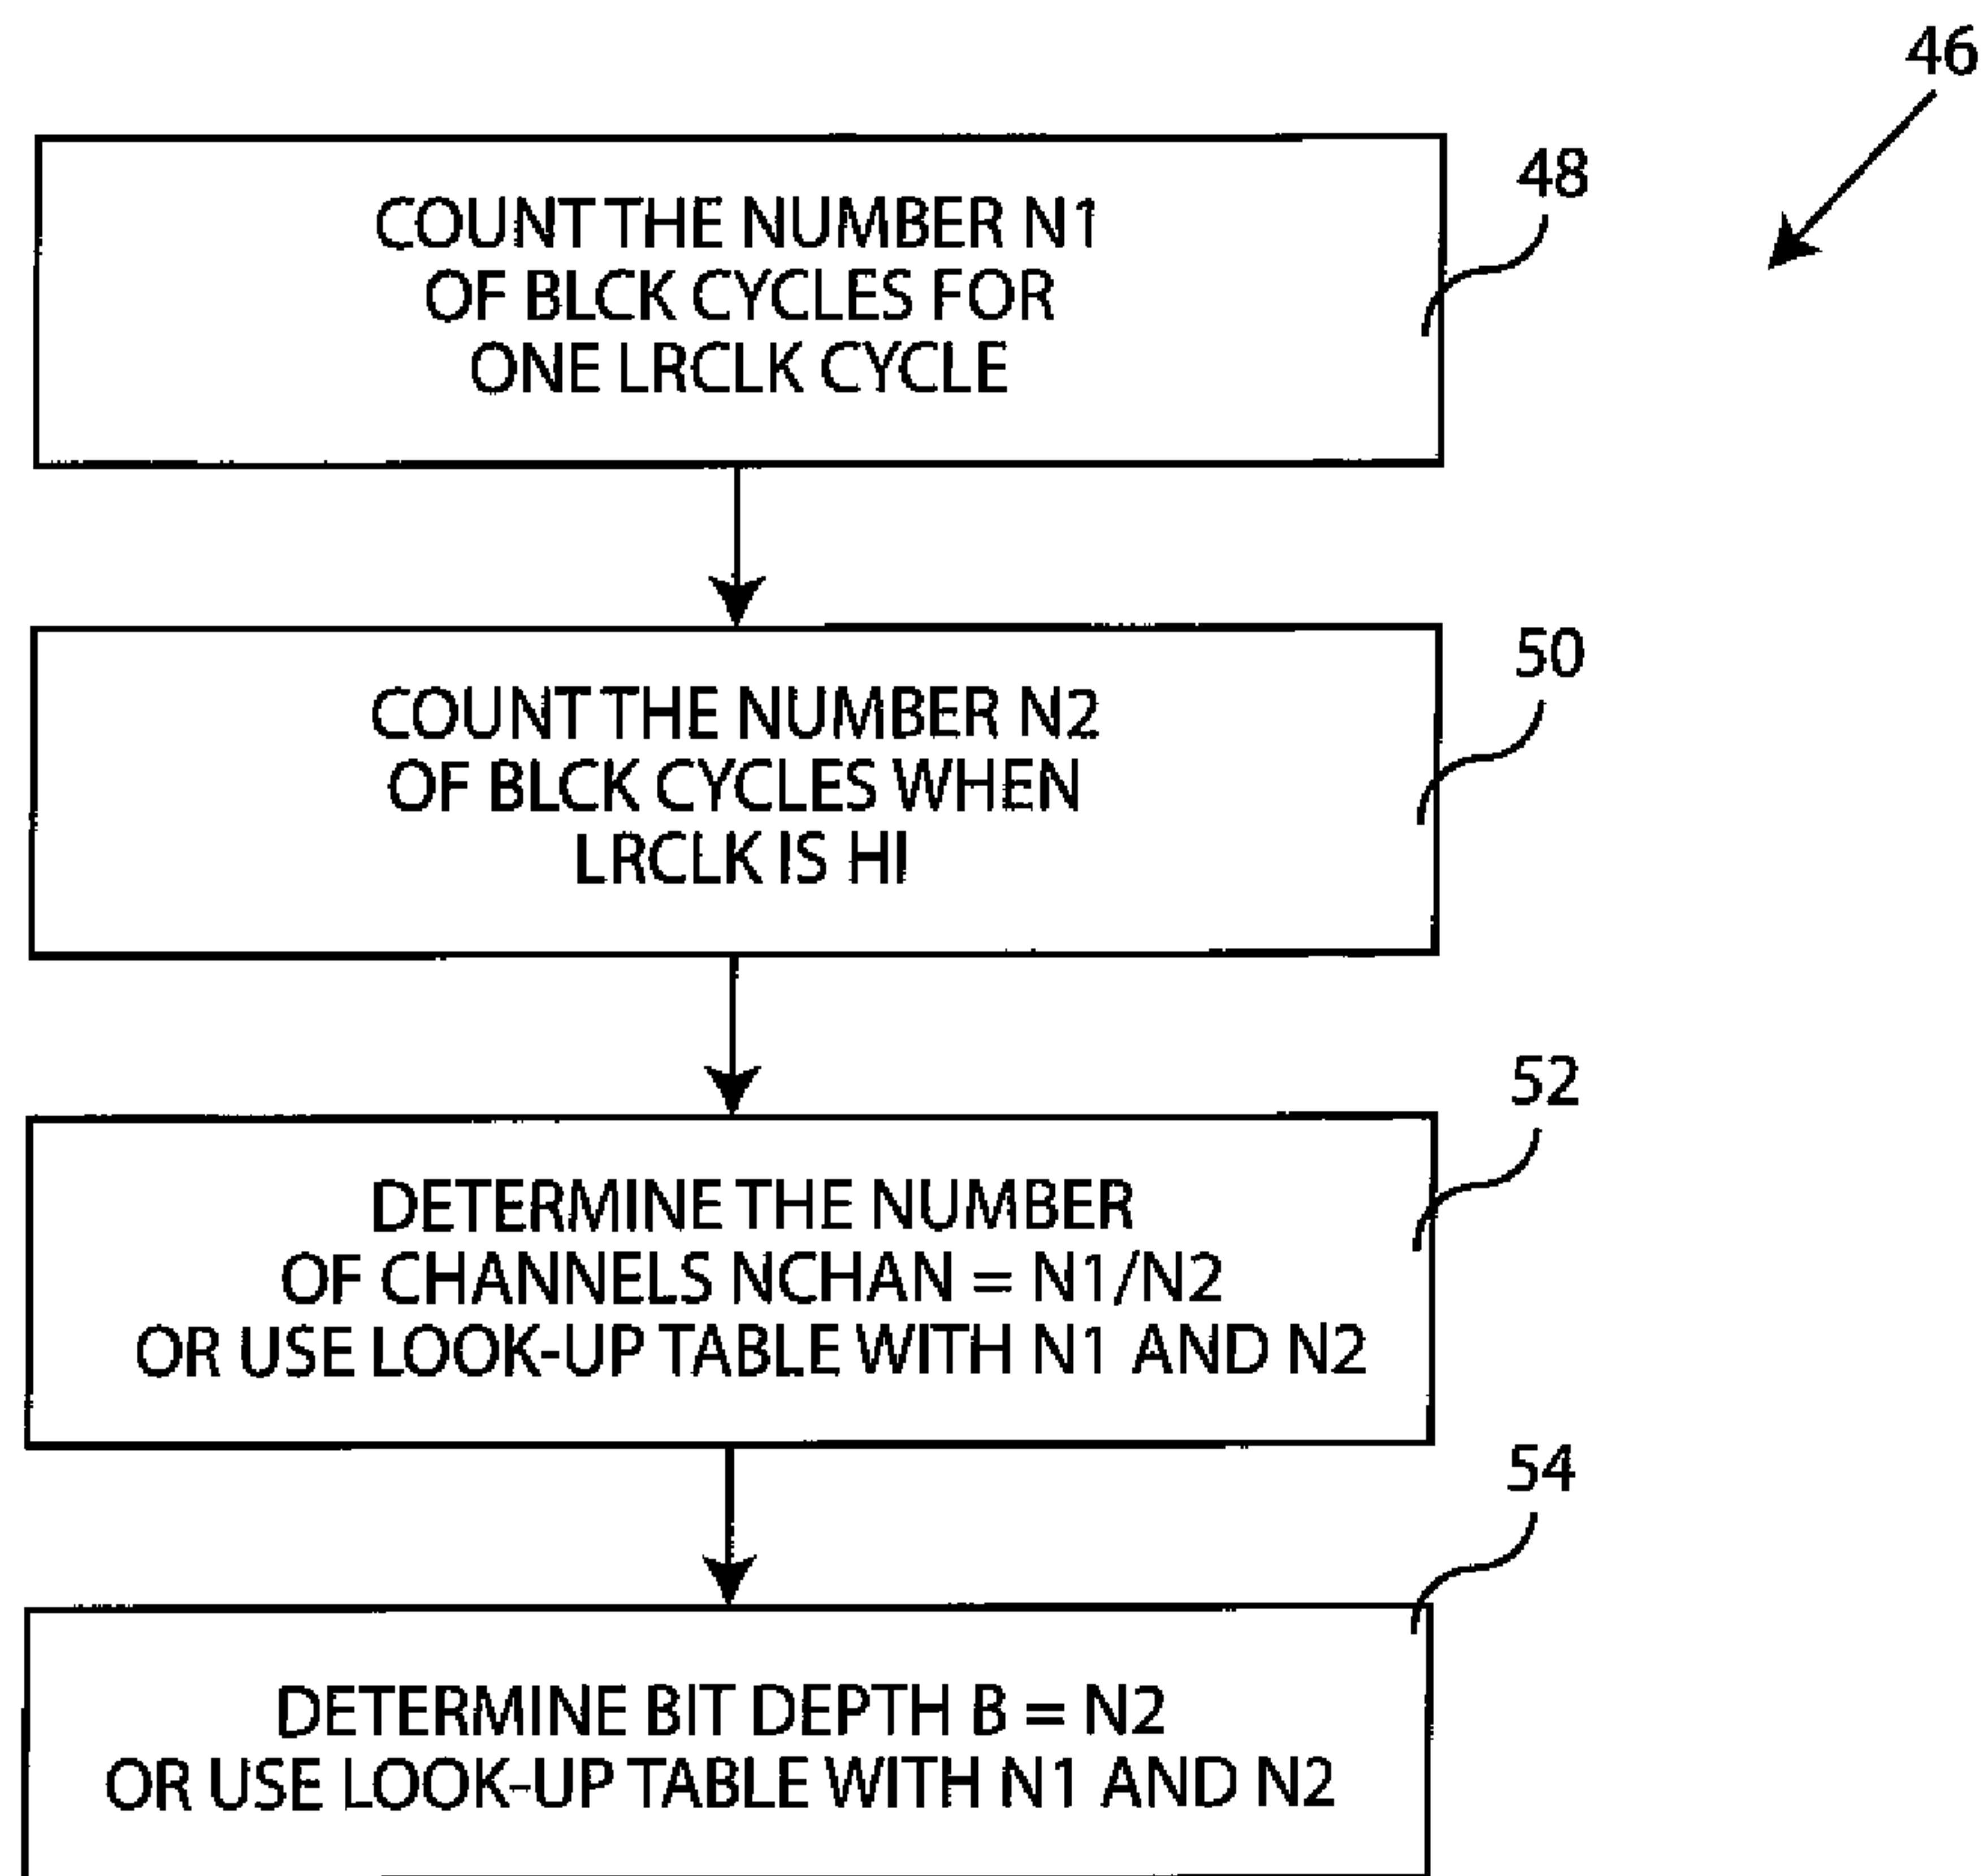 46
48
COUNT THE NUMBER N1
OF BLCK CYCLES FOR
ONE LRCLK CYCLE
50
COUNT THE NUMBER N2
OF BLCK CYCLES WHEN
LRCLK IS HI
52
DETERMINE THE NUMBER
OF CHANNELS NCHAN = N1/N2
OR USE LOOK-UP TABLE WITH N1 AND N2
54
DETERMINE BIT DEPTH B = N2
OR USE LOOK-UP TABLE WITH N1 AND N2